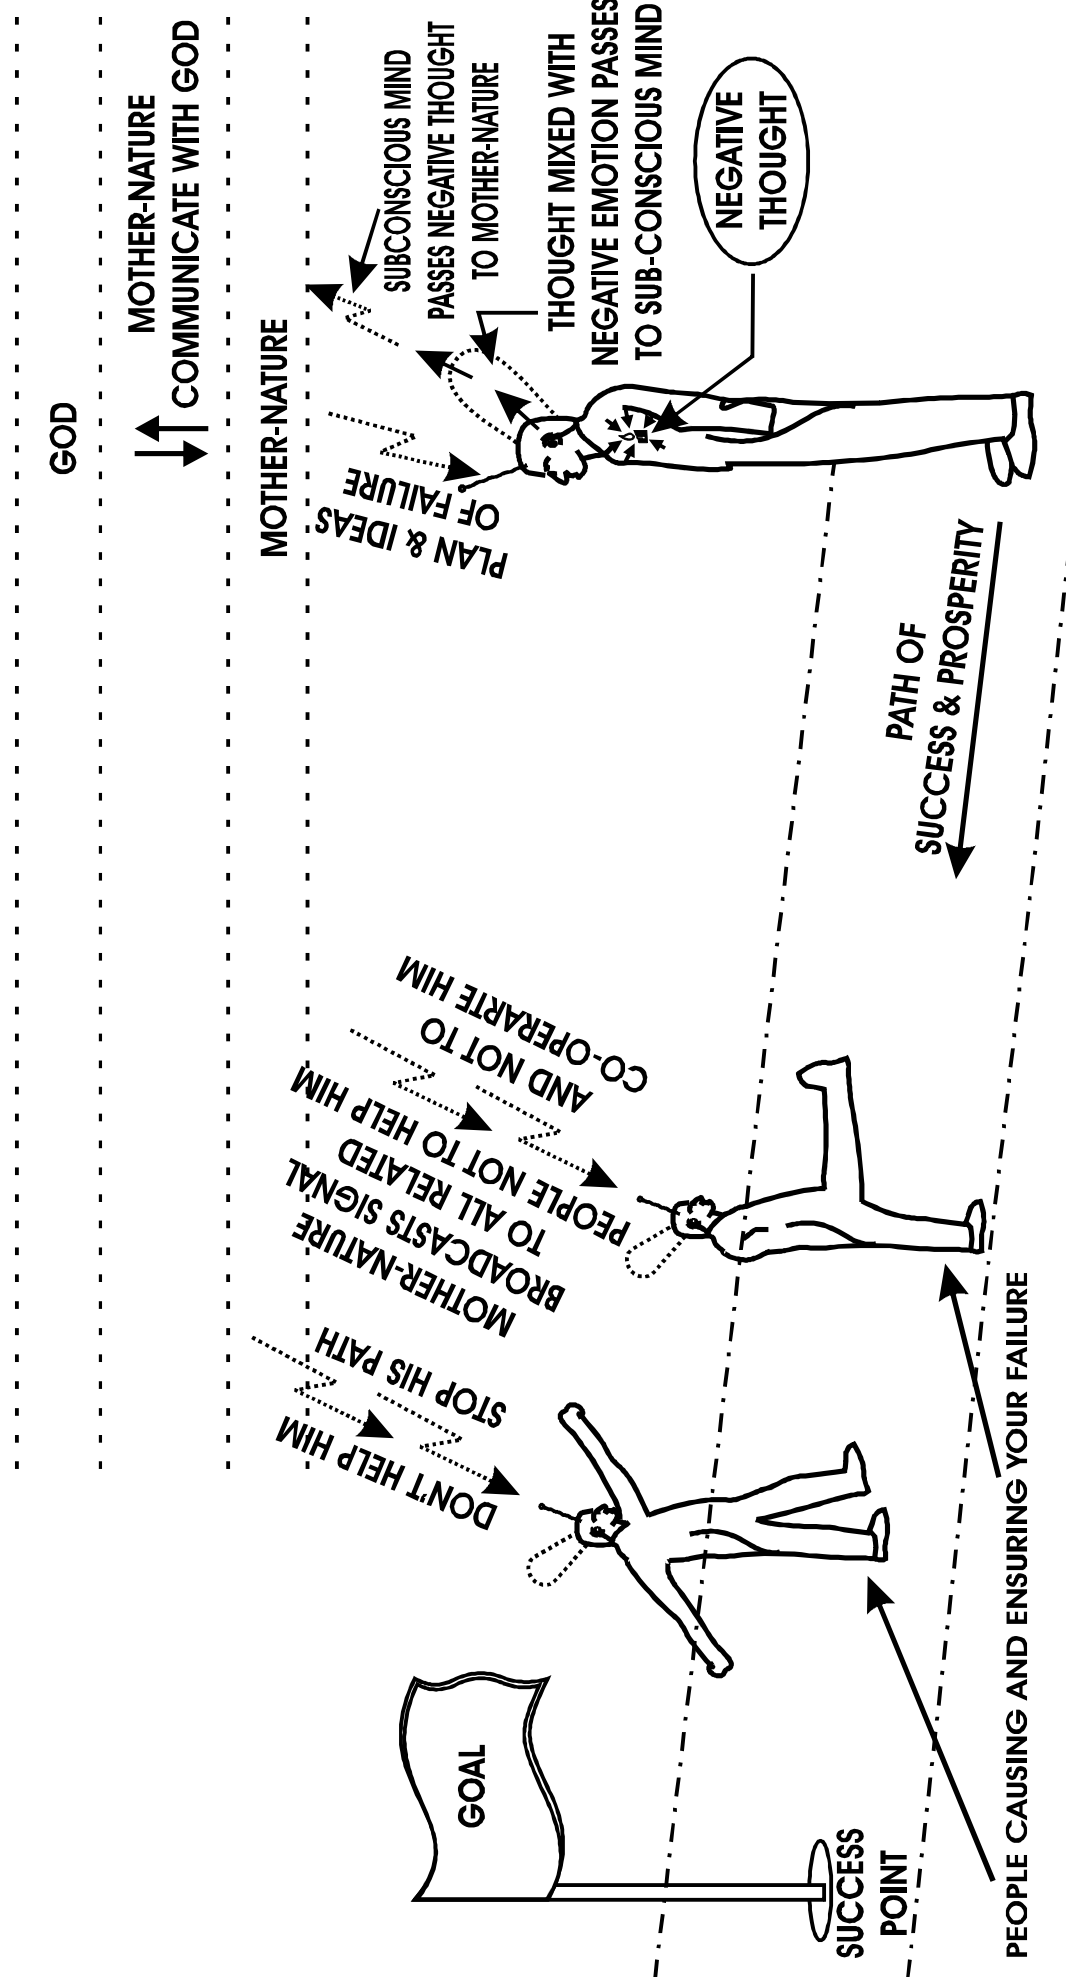 GOD
MOTHER-NATURE
COMMUNICATE WITH GOD
MOTHER-NATURE
SUBCONSCIOUS MIND
PASSES NEGATIVE THOUGHT
TO MOTHER-NATURE
THOUGHT MIXED WITH
NEGATIVE EMOTION PASSES
TO SUB-CONSCIOUS MIND
NEGATIVE
THOUGHT
PLAN & IDEAS
OF FAILURE
PATH OF
SUCCESS & PROSPERITY
MOTHER-NATURE
BROADCASTS SIGNAL
TO ALL RELATED
PEOPLE NOT TO HELP HIM
AND NOT TO
CO-OPERARTE HIM
STOP HIS PATH
DON'T HELP HIM
GOAL
SUCCESS
POINT
PEOPLE CAUSING AND ENSURING YOUR FAILURE